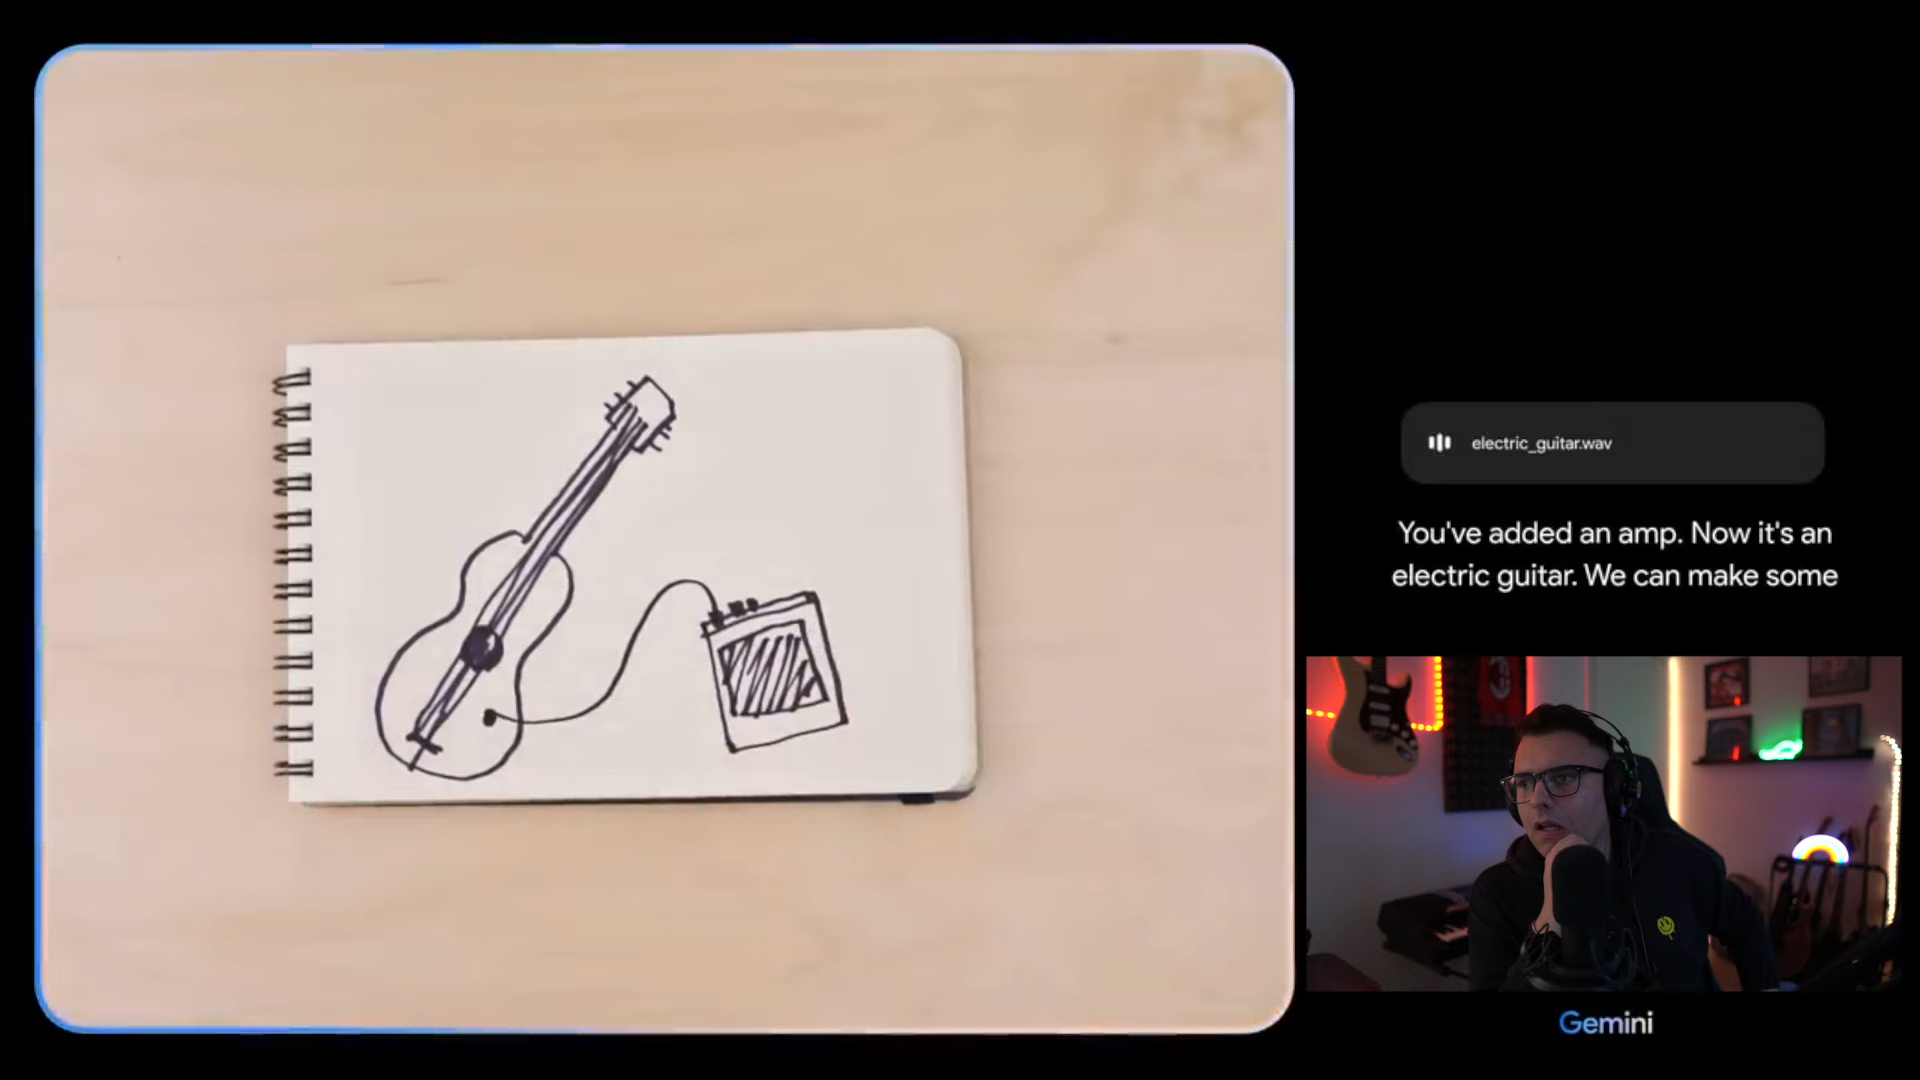 electric_guitar.wav
You've added an amp. Now it's an
electric guitar. We can make some
Gemini